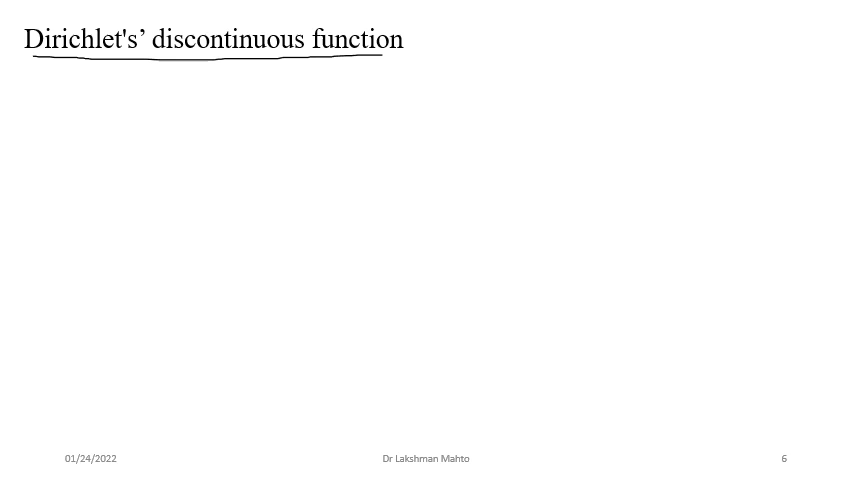 Dirichlet's’ discontinuous function
01/24/2022
Dr Lakshman Mahto
6